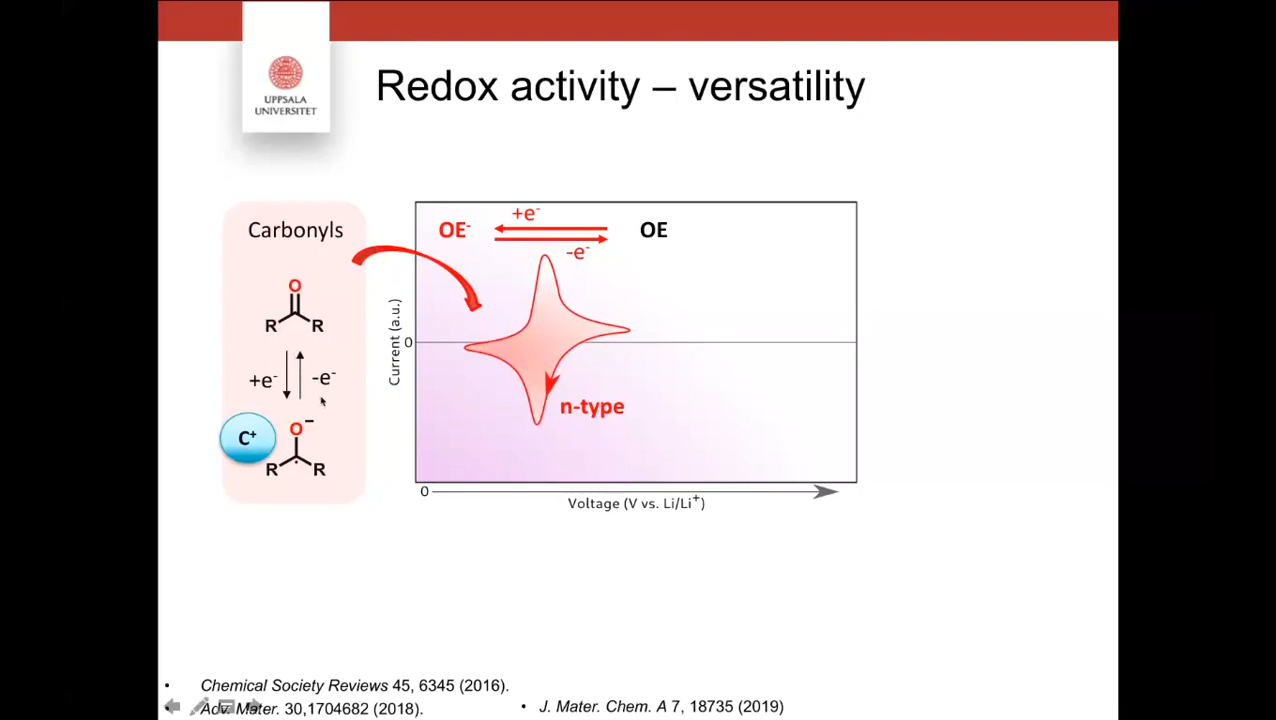 UPPSALA
UNIVERSITET
Redox activity – versatility
Carbonyls
O
R R
+e⁻ -e⁻
C⁺
O⁻
R R
+e⁻
OE⁻ OE
-e⁻
Current (a.u.)
0
n-type
0
Voltage (V vs. Li/Li⁺)
• Chemical Society Reviews 45, 6345 (2016).
• Adv. Mater. 30,1704682 (2018).
• J. Mater. Chem. A 7, 18735 (2019)